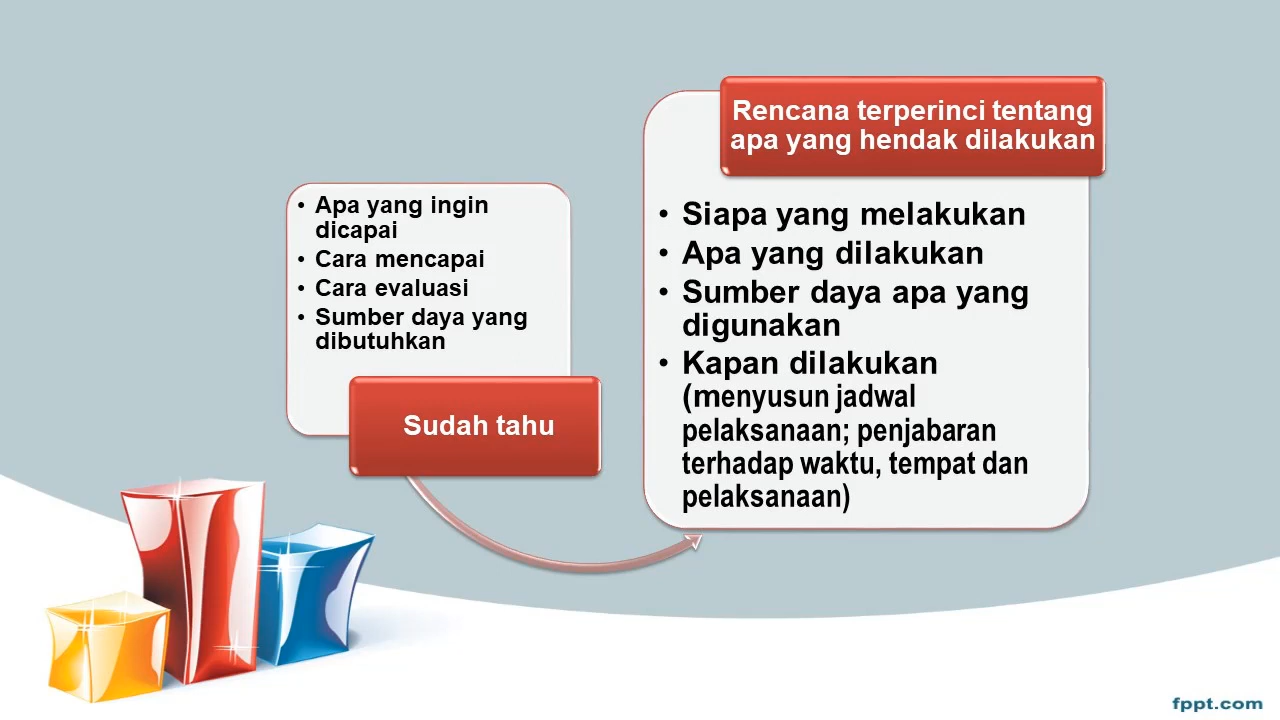 • Apa yang ingin
dicapai
• Cara mencapai
• Cara evaluasi
• Sumber daya yang
dibutuhkan
Sudah tahu
Rencana terperinci tentang
apa yang hendak dilakukan
• Siapa yang melakukan
• Apa yang dilakukan
• Sumber daya apa yang
digunakan
• Kapan dilakukan
(menyusun jadwal
pelaksanaan; penjabaran
terhadap waktu, tempat dan
pelaksanaan)
fppt.com